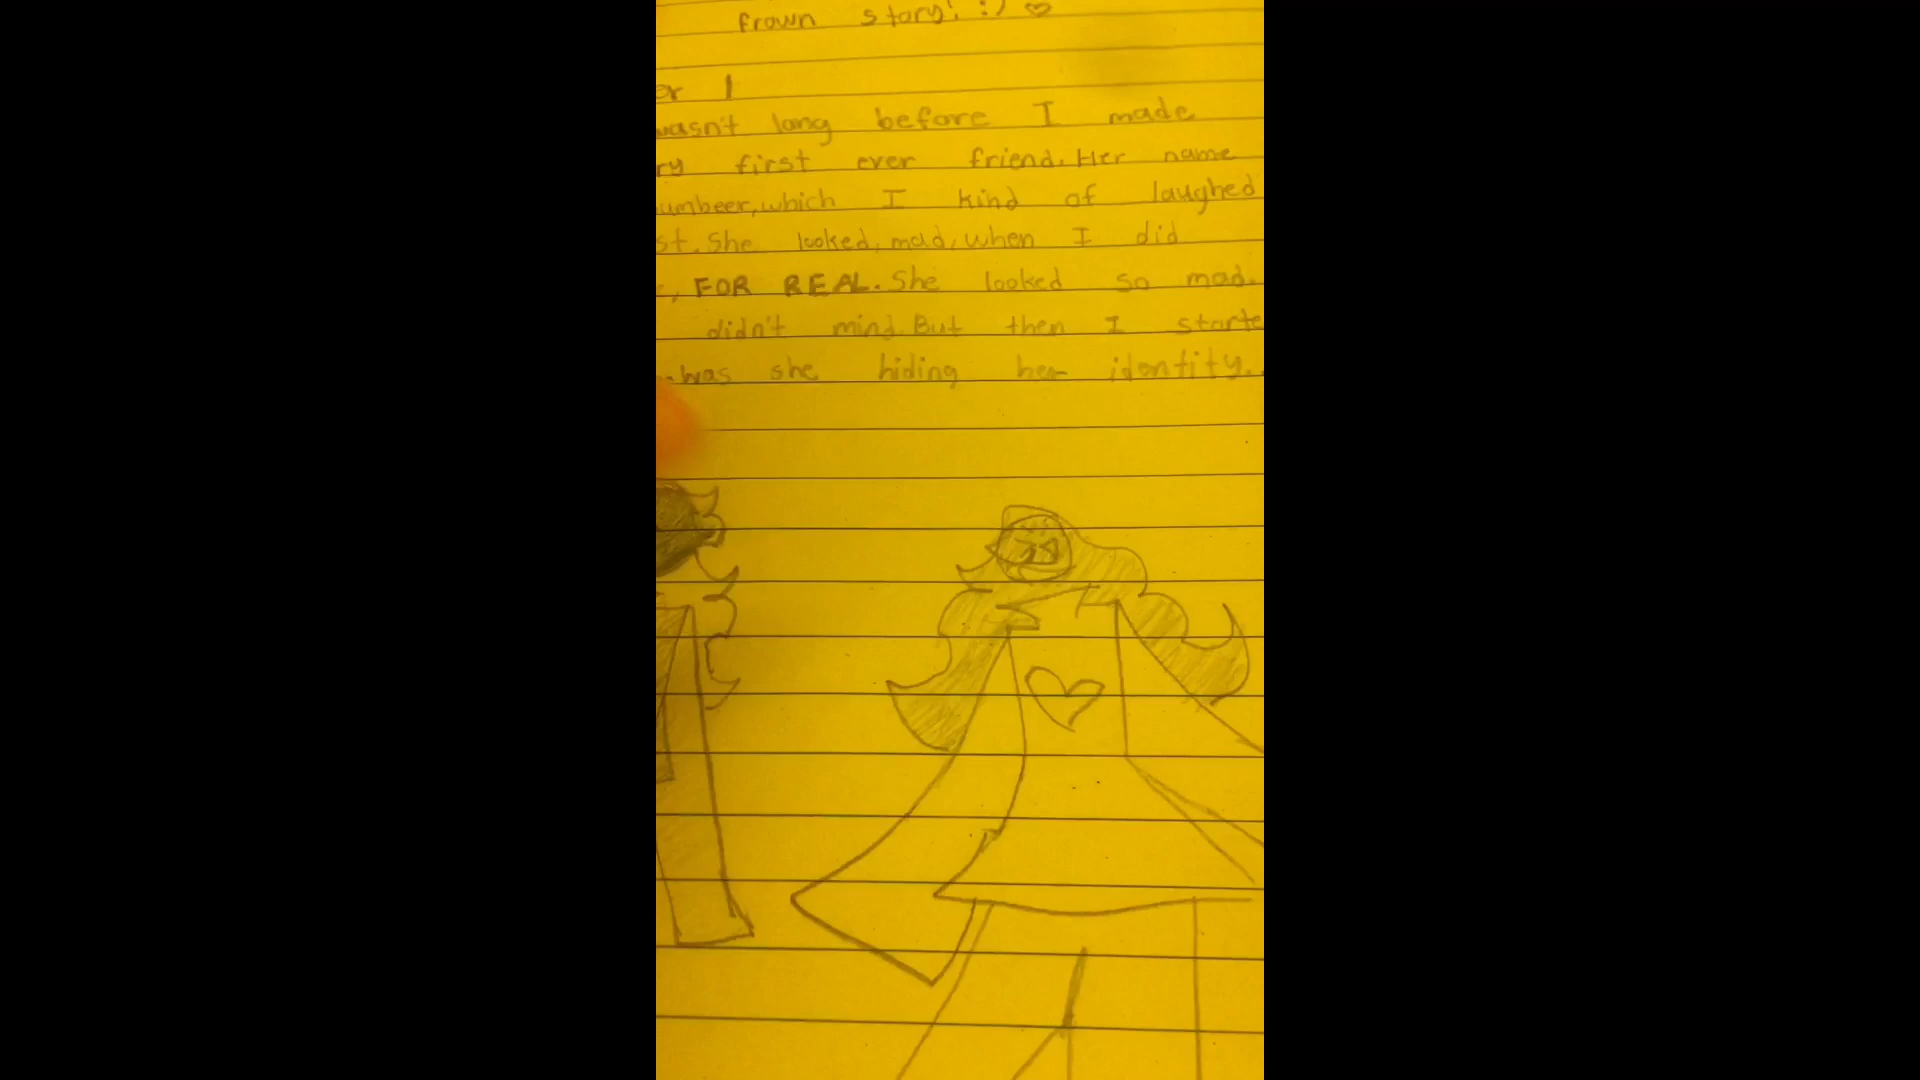 frown story! :) ♡
er 1
wasn't long before I made
ry first ever friend. Her name
umbeer, which I kind of laughed
st. She looked, mad, when I did
, FOR REAL. She looked so mad.
didn't mind. But then I starte
was she hiding her identity..